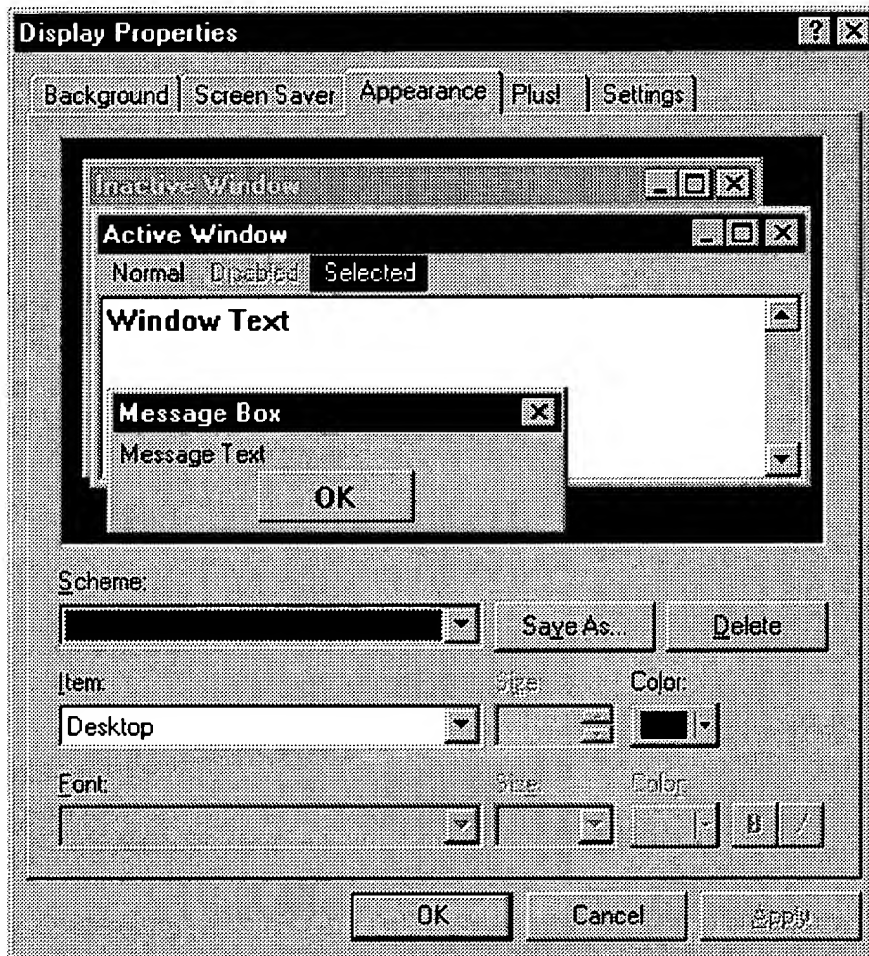 Display Properties
Background Screen Saver Appearance Plus! Settings
Inactive Window
Active Window
Normal Disabled Selected
Window Text
Message Box
Message Text
OK
Scheme:
Save As... Delete
Item: Size: Color:
Desktop
Font: Size: Color:
B /
OK Cancel Apply